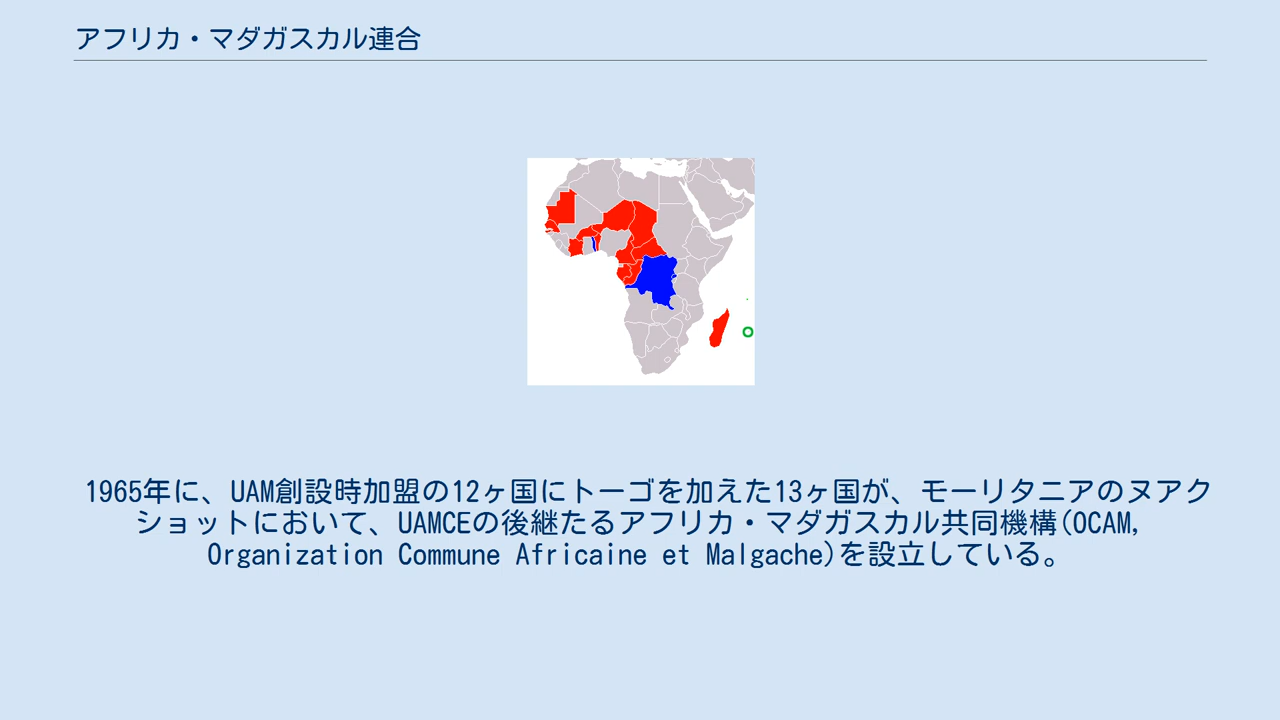 アフリカ・マダガスカル連合
1965年に、UAM創設時加盟の12ヶ国にトーゴを加えた13ヶ国が、モーリタニアのヌアク
ショットにおいて、UAMCEの後継たるアフリカ・マダガスカル共同機構(OCAM,
Organization Commune Africaine et Malgache)を設立している。